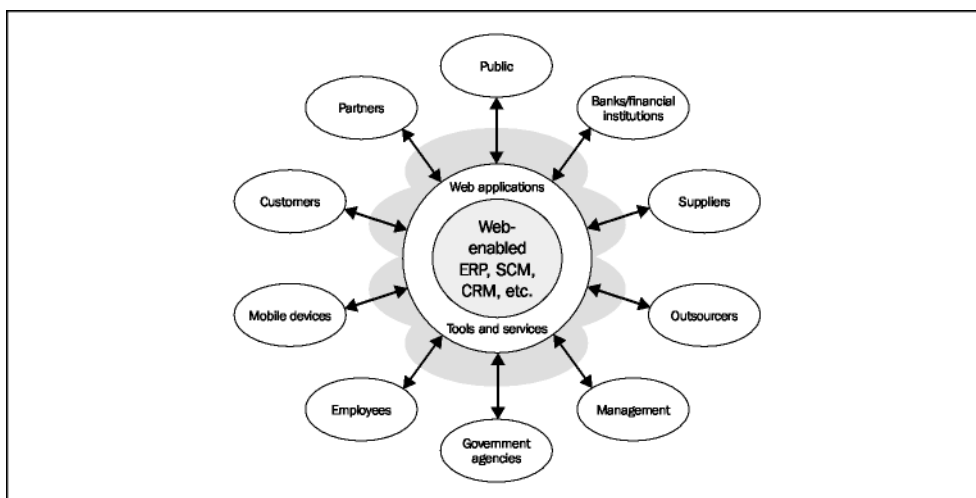 Public
Partners
Banks/financial
institutions
Web applications
Customers
Suppliers
Web-
enabled
ERP, SCM,
CRM, etc.
Mobile devices
Outsourcers
Tools and services
Employees
Management
Government
agencies